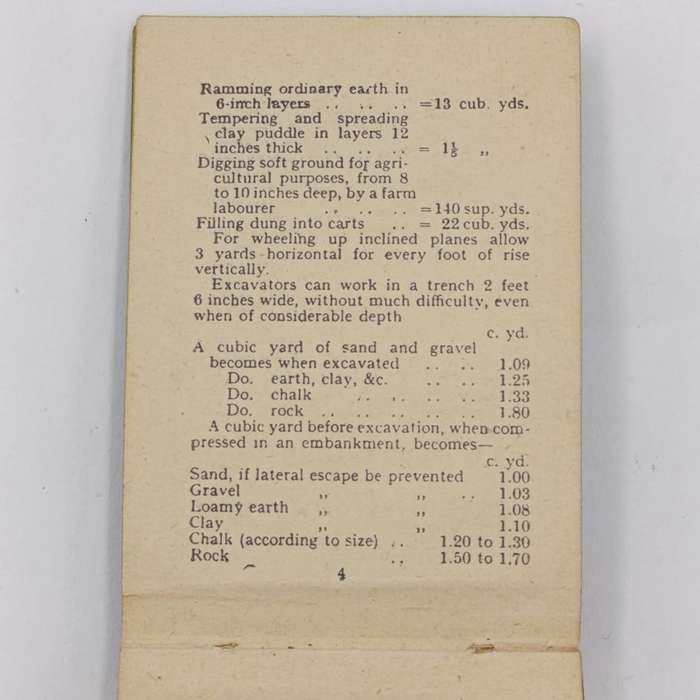 Ramming ordinary earth in
6-inch layers .. .. .. =13 cub. yds.
Tempering and spreading
clay puddle in layers 12
inches thick .. .. .. = 1⅕ „
Digging soft ground for agri-
cultural purposes, from 8
to 10 inches deep, by a farm
labourer .. .. .. =140 sup. yds.
Filling dung into carts .. = 22 cub. yds.
For wheeling up inclined planes allow
3 yards horizontal for every foot of rise
vertically.
Excavators can work in a trench 2 feet
6 inches wide, without much difficulty, even
when of considerable depth
c. yd.
A cubic yard of sand and gravel
becomes when excavated .. .. 1.09
Do. earth, clay, &c. .. .. 1.25
Do. chalk .. .. .. .. 1.33
Do. rock .. .. .. .. .. 1.80
A cubic yard before excavation, when com-
pressed in an embankment, becomes—
c. yd.
Sand, if lateral escape be prevented 1.00
Gravel „ „ .. 1.03
Loamy earth „ „ 1.08
Clay „ „ 1.10
Chalk (according to size) .. 1.20 to 1.30
Rock .. 1.50 to 1.70
4